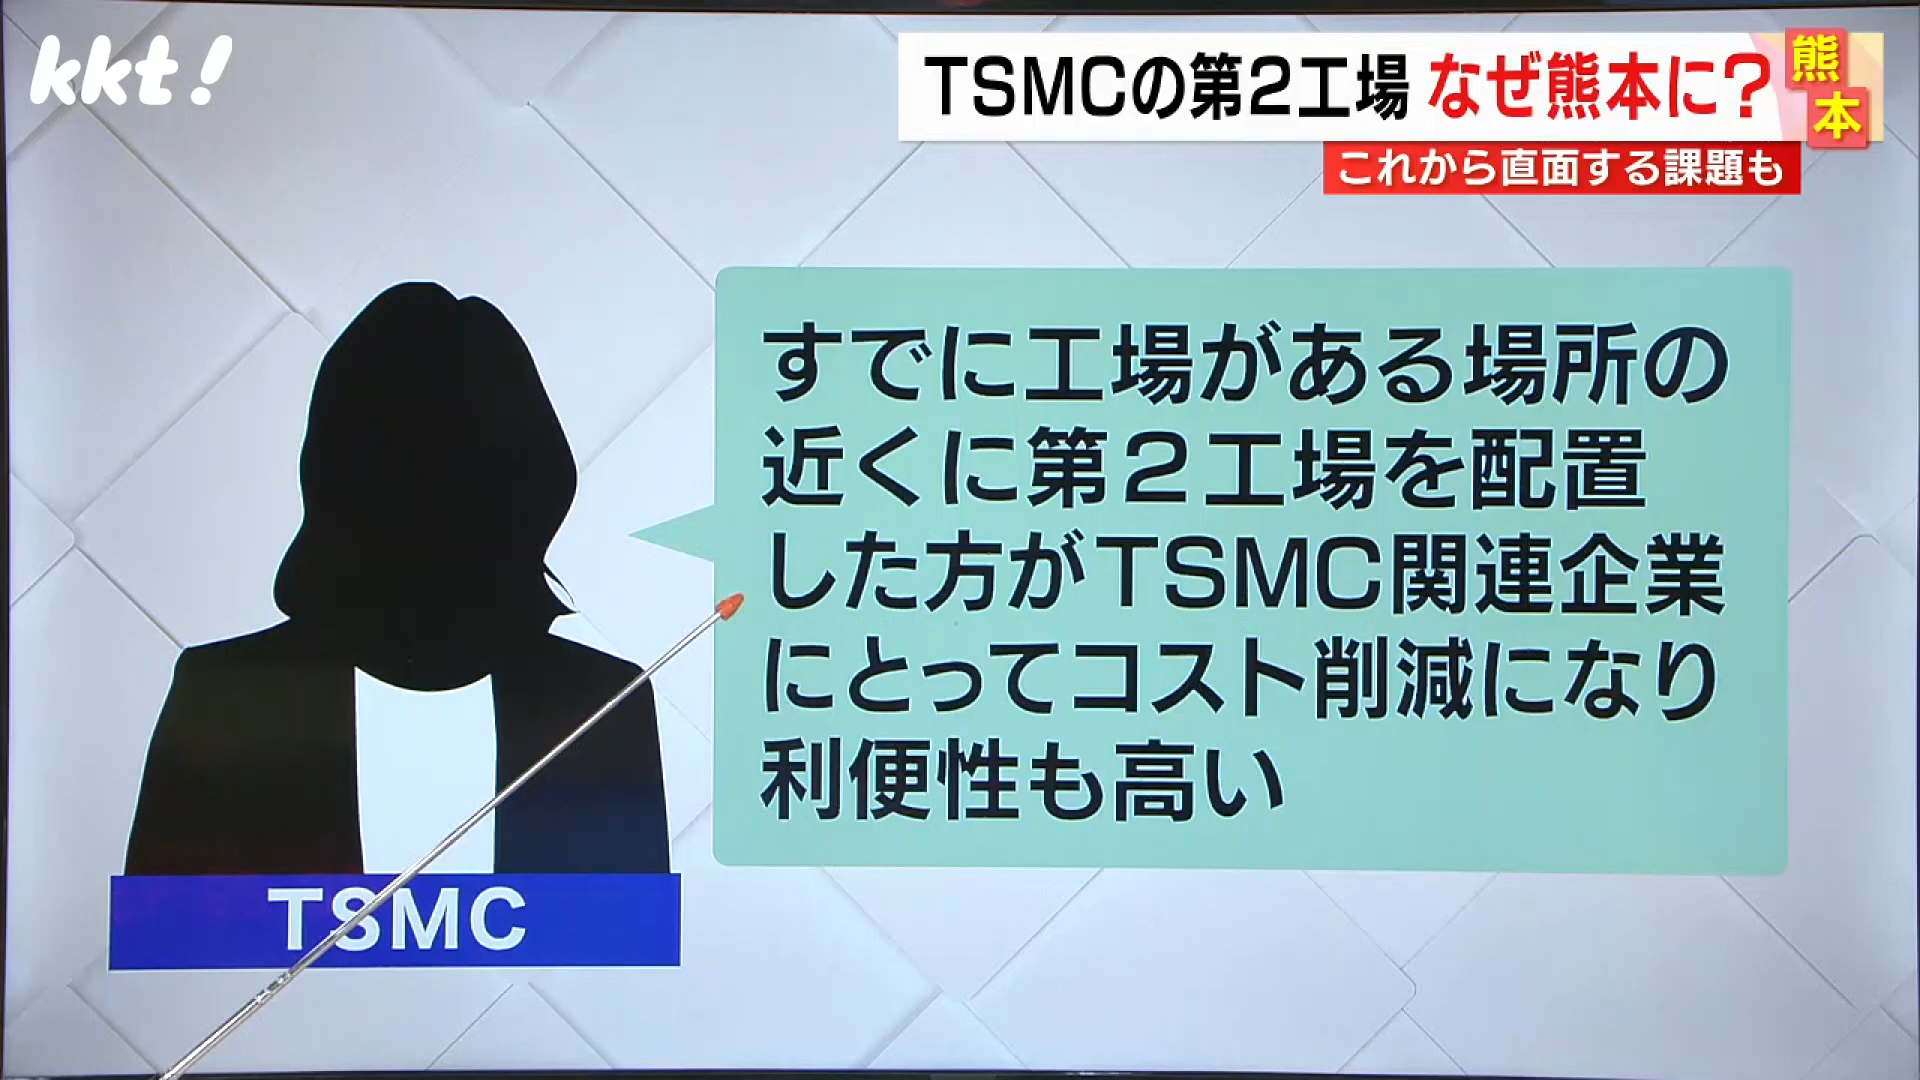 kkt!
TSMCの第2工場 なぜ熊本に?
熊本
これから直面する課題も
すでに工場がある場所の
近くに第2工場を配置
した方がTSMC関連企業
にとってコスト削減になり
利便性も高い
TSMC